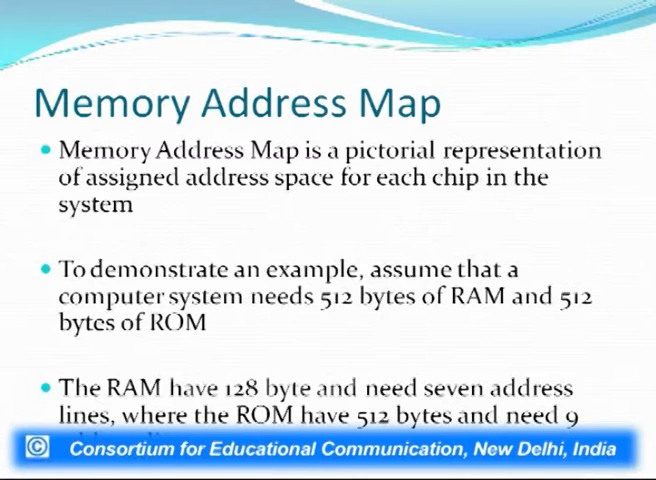 Memory Address Map
Memory Address Map is a pictorial representation
of assigned address space for each chip in the
system
To demonstrate an example, assume that a
computer system needs 512 bytes of RAM and 512
bytes of ROM
The RAM have 128 byte and need seven address
lines, where the ROM have 512 bytes and need 9
© Consortium for Educational Communication, New Delhi, India